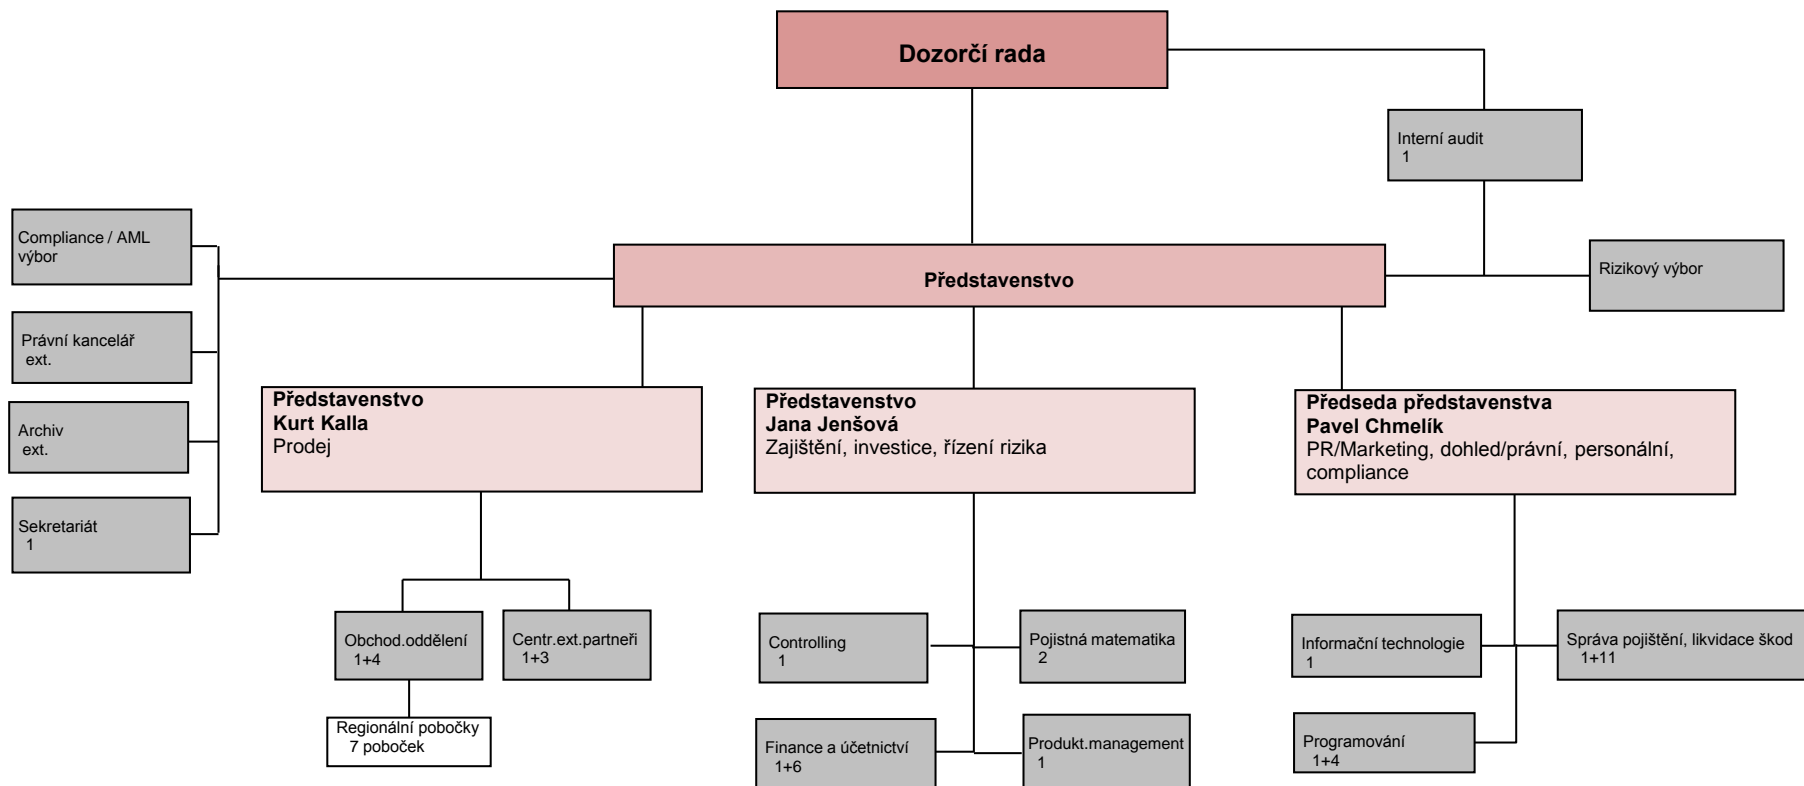 Dozorčí rada
Interní audit
1
Compliance / AML
výbor
Představenstvo
Rizikový výbor
Právní kancelář
ext.
Archiv
ext.
Sekretariát
1
Představenstvo
Kurt Kalla
Prodej
Představenstvo
Jana Jenšová
Zajištění, investice, řízení rizika
Předseda představenstva
Pavel Chmelík
PR/Marketing, dohled/právní, personální,
compliance
Obchod.oddělení
1+4
Centr.ext.partneři
1+3
Regionální pobočky
7 poboček
Controlling
1
Pojistná matematika
2
Finance a účetnictví
1+6
Produkt.management
1
Informační technologie
1
Správa pojištění, likvidace škod
1+11
Programování
1+4